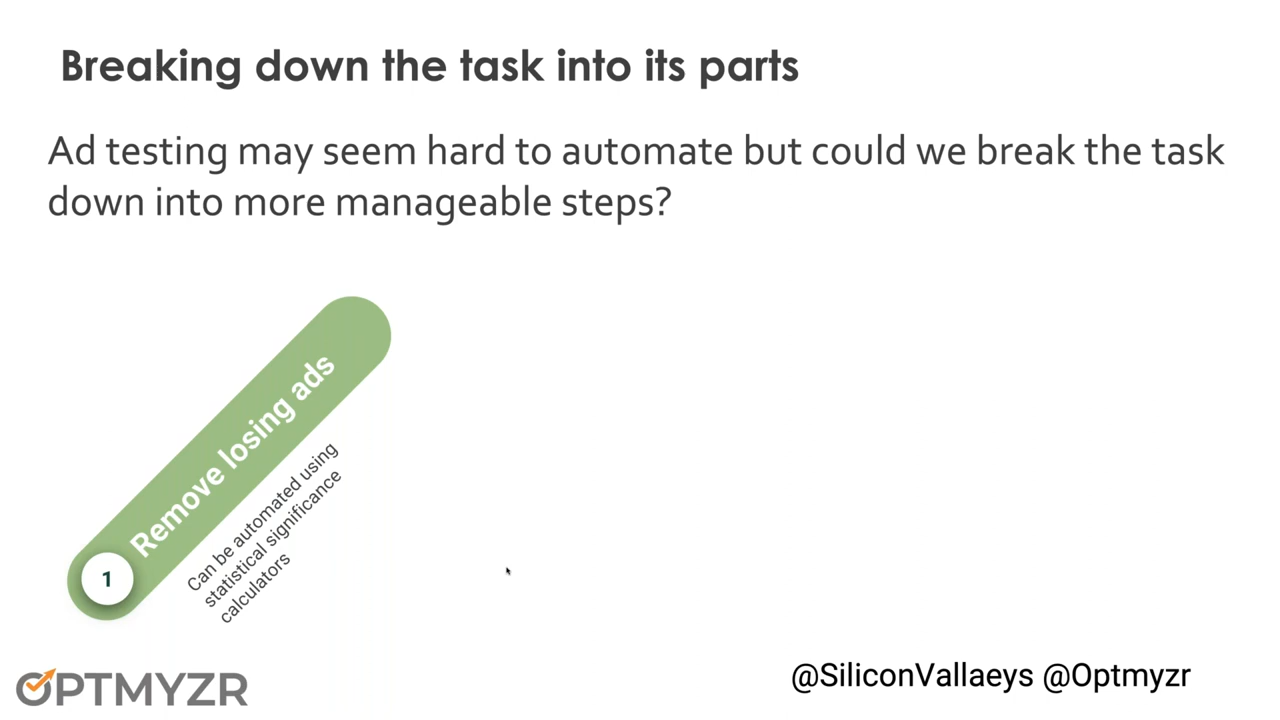 Breaking down the task into its parts
Ad testing may seem hard to automate but could we break the task
down into more manageable steps?
1
Remove losing ads
Can be automated using
statistical significance
calculators
OPTMYZR
@SiliconVallaeys @Optmyzr